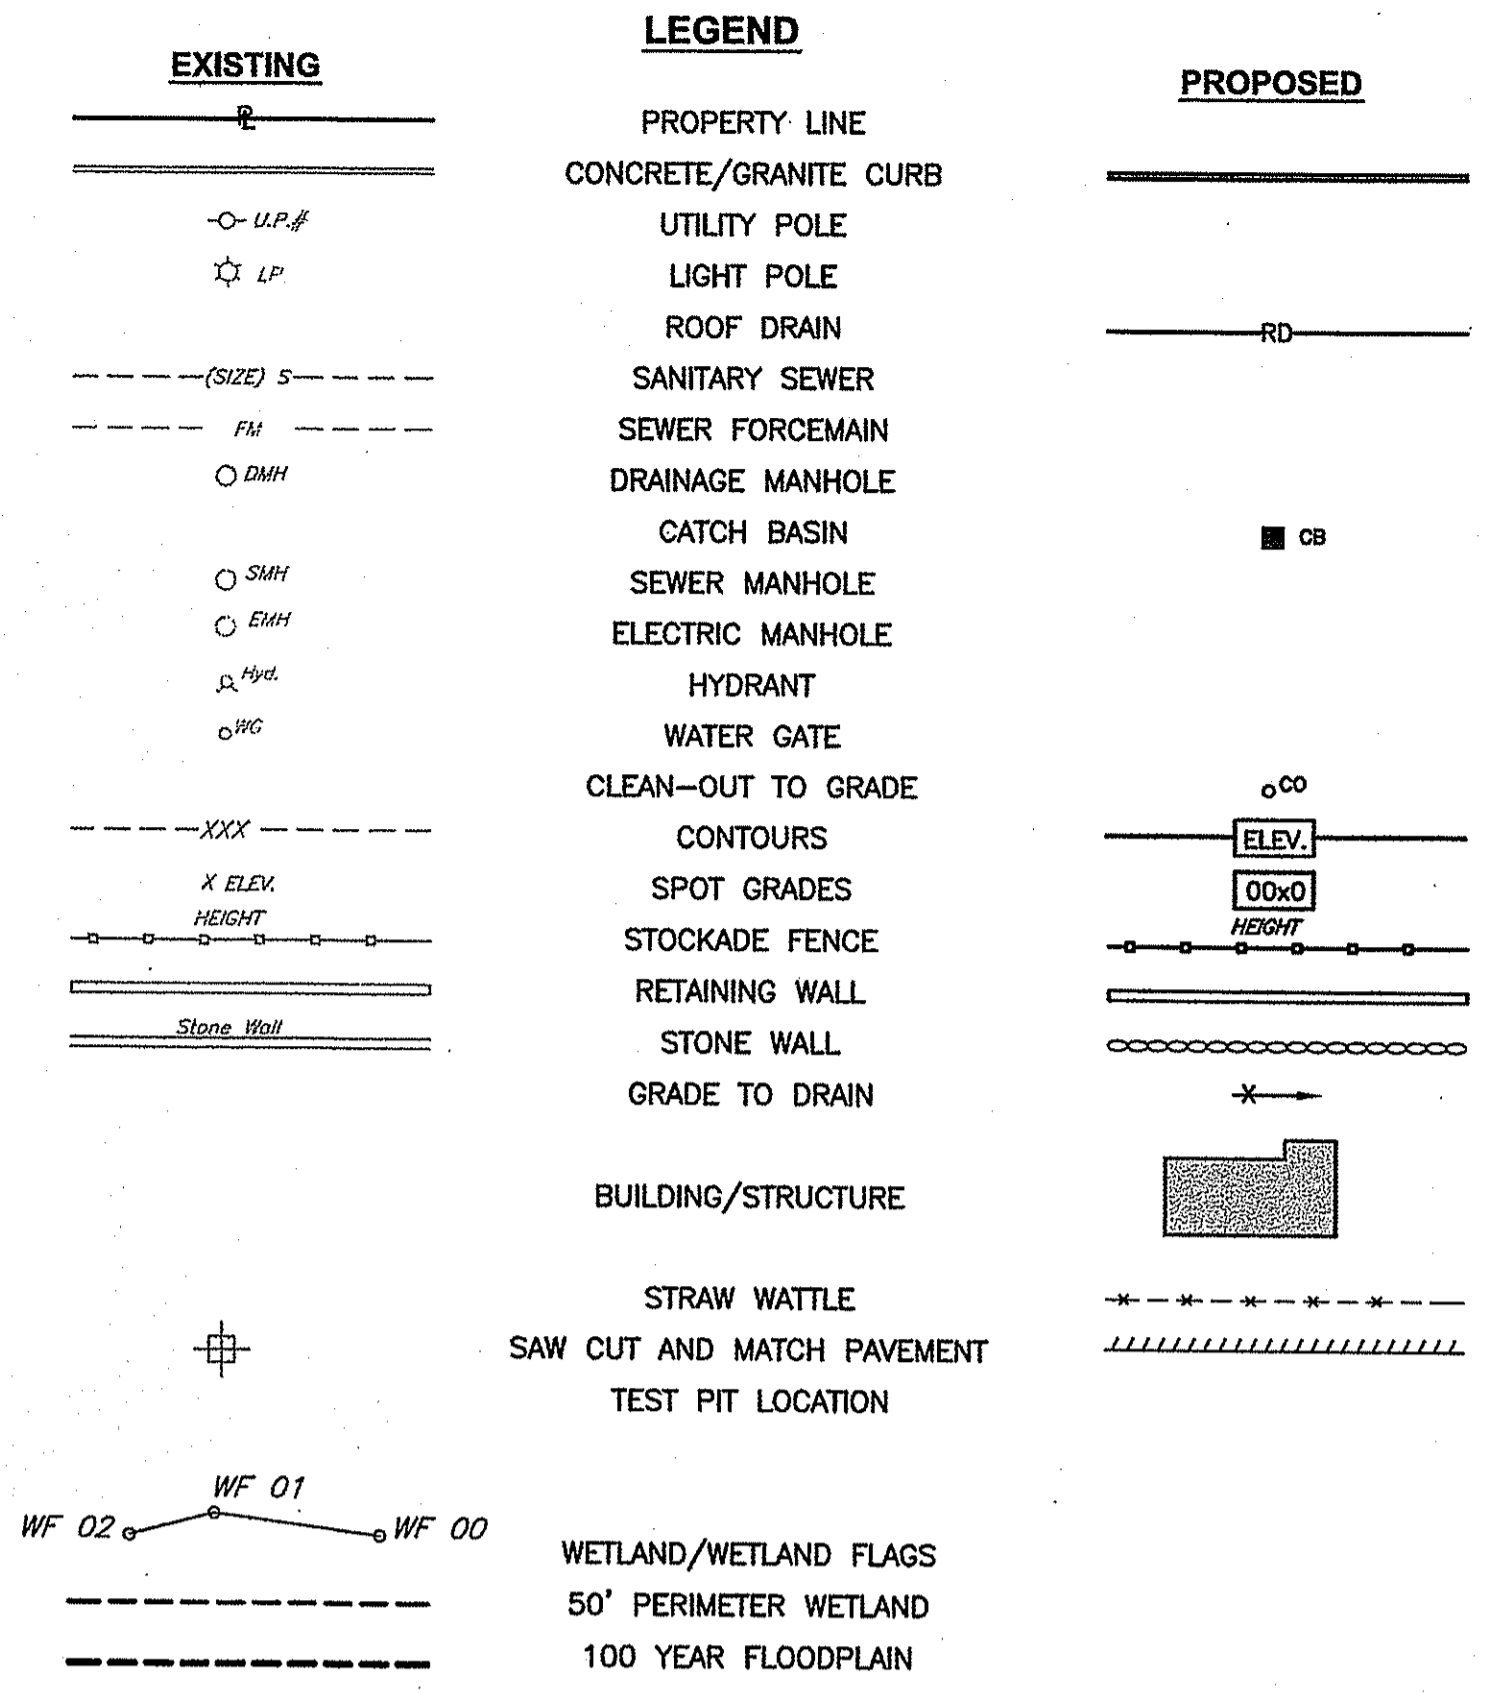 LEGEND
EXISTING
PROPOSED
PL PROPERTY LINE
CONCRETE/GRANITE CURB
U.P.# UTILITY POLE
LP LIGHT POLE
ROOF DRAIN RD
(SIZE) S SANITARY SEWER
FM SEWER FORCEMAIN
DMH DRAINAGE MANHOLE
CATCH BASIN CB
SMH SEWER MANHOLE
EMH ELECTRIC MANHOLE
Hyd. HYDRANT
WG WATER GATE
CLEAN-OUT TO GRADE CO
XXX CONTOURS ELEV.
X ELEV. SPOT GRADES 00x0
HEIGHT STOCKADE FENCE HEIGHT
RETAINING WALL
Stone Wall STONE WALL
GRADE TO DRAIN
BUILDING/STRUCTURE
STRAW WATTLE
SAW CUT AND MATCH PAVEMENT
TEST PIT LOCATION
WF 01
WF 02 WF 00
WETLAND/WETLAND FLAGS
50' PERIMETER WETLAND
100 YEAR FLOODPLAIN